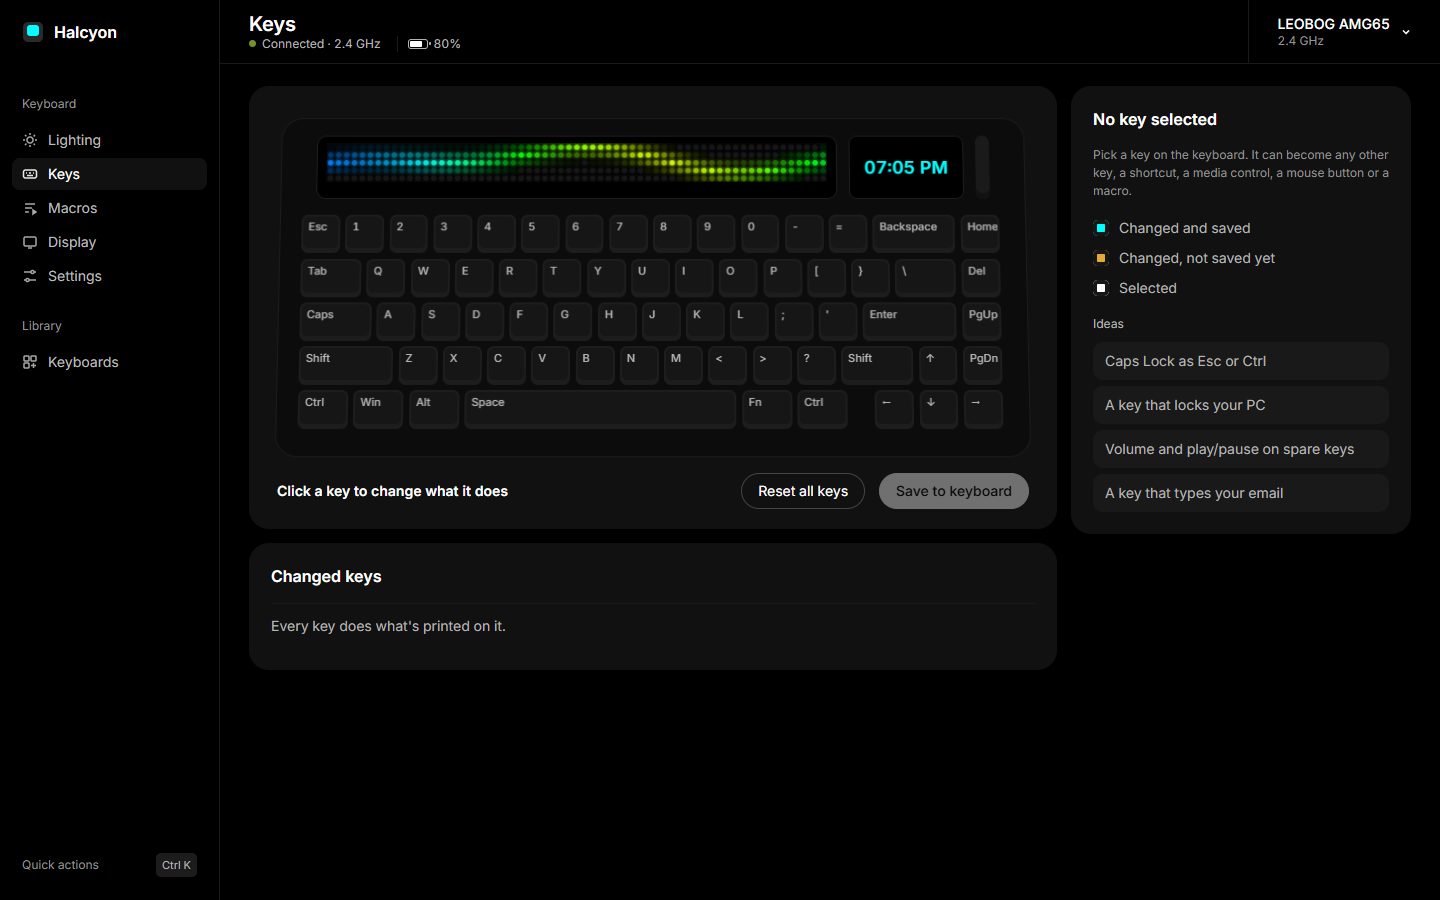 Halcyon
Keyboard
Lighting
Keys
Macros
Display
Settings
Library
Keyboards
Quick actions
Ctrl K
Keys
Connected · 2.4 GHz
80%
LEOBOG AMG65
2.4 GHz
07:05 PM
Esc 1 2 3 4 5 6 7 8 9 0 - = Backspace Home
Tab Q W E R T Y U I O P [ } \ Del
Caps A S D F G H J K L ; ' Enter PgUp
Shift Z X C V B N M < > ? Shift ↑ PgDn
Ctrl Win Alt Space Fn Ctrl ← ↓ →
Click a key to change what it does
Reset all keys
Save to keyboard
Changed keys
Every key does what's printed on it.
No key selected
Pick a key on the keyboard. It can become any other
key, a shortcut, a media control, a mouse button or a
macro.
Changed and saved
Changed, not saved yet
Selected
Ideas
Caps Lock as Esc or Ctrl
A key that locks your PC
Volume and play/pause on spare keys
A key that types your email